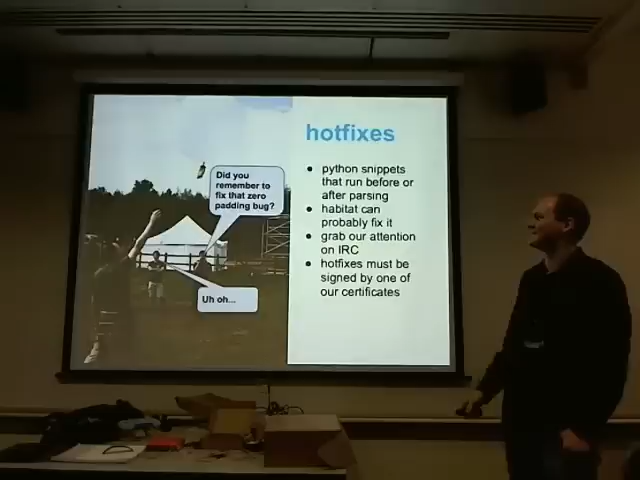 Did you
remember to
fix that zero
padding bug?
Uh oh...
hotfixes
• python snippets
that run before or
after parsing
• habitat can
probably fix it
• grab our attention
on IRC
• hotfixes must be
signed by one of
our certificates